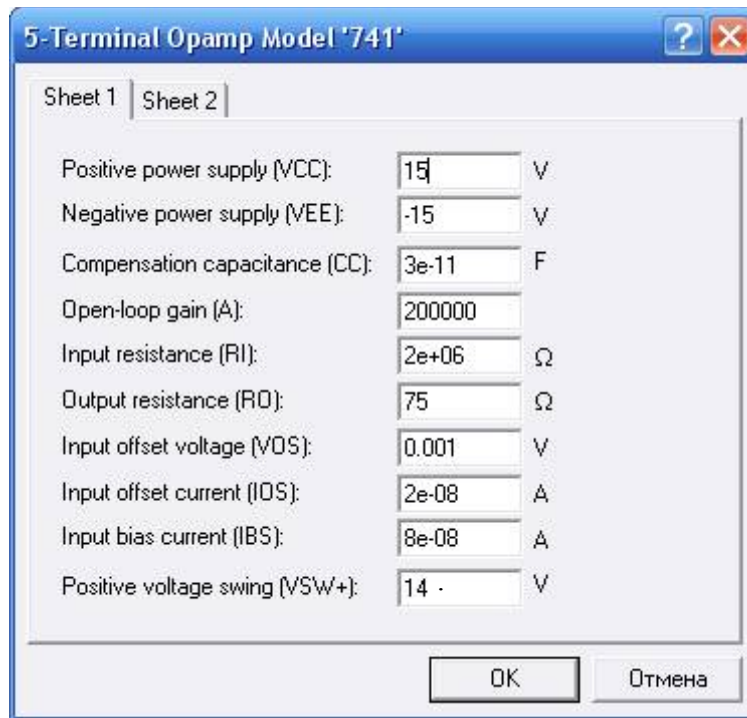 5-Terminal Opamp Model '741'
?
Sheet 1 Sheet 2
Positive power supply (VCC): 15 V
Negative power supply (VEE): -15 V
Compensation capacitance (CC): 3e-11 F
Open-loop gain (A): 200000
Input resistance (RI): 2e+06 Ω
Output resistance (RO): 75 Ω
Input offset voltage (VOS): 0.001 V
Input offset current (IOS): 2e-08 A
Input bias current (IBS): 8e-08 A
Positive voltage swing (VSW+): 14 V
OK Отмена